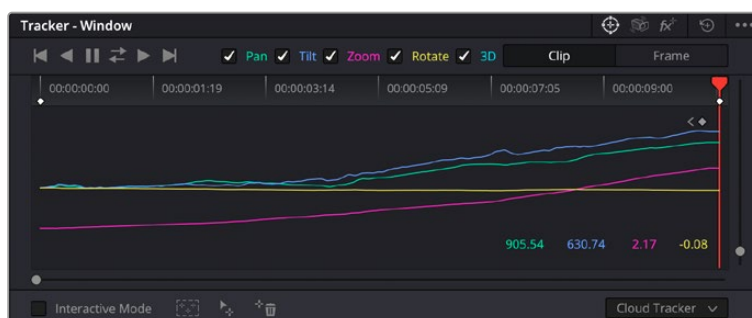 Tracker - Window
Pan Tilt Zoom Rotate 3D Clip Frame
00:00:00:00 00:00:01:19 00:00:03:14 00:00:05:09 00:00:07:05 00:00:09:00
905.54 630.74 2.17 -0.08
Interactive Mode Cloud Tracker